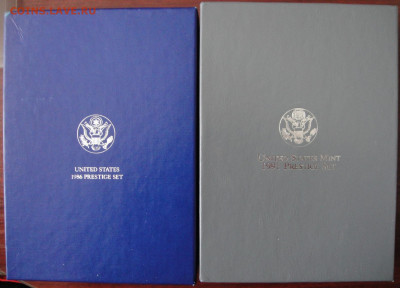 UNITED STATES
1986 PRESTIGE SET
UNITED STATES MINT
PRESTIGE SET